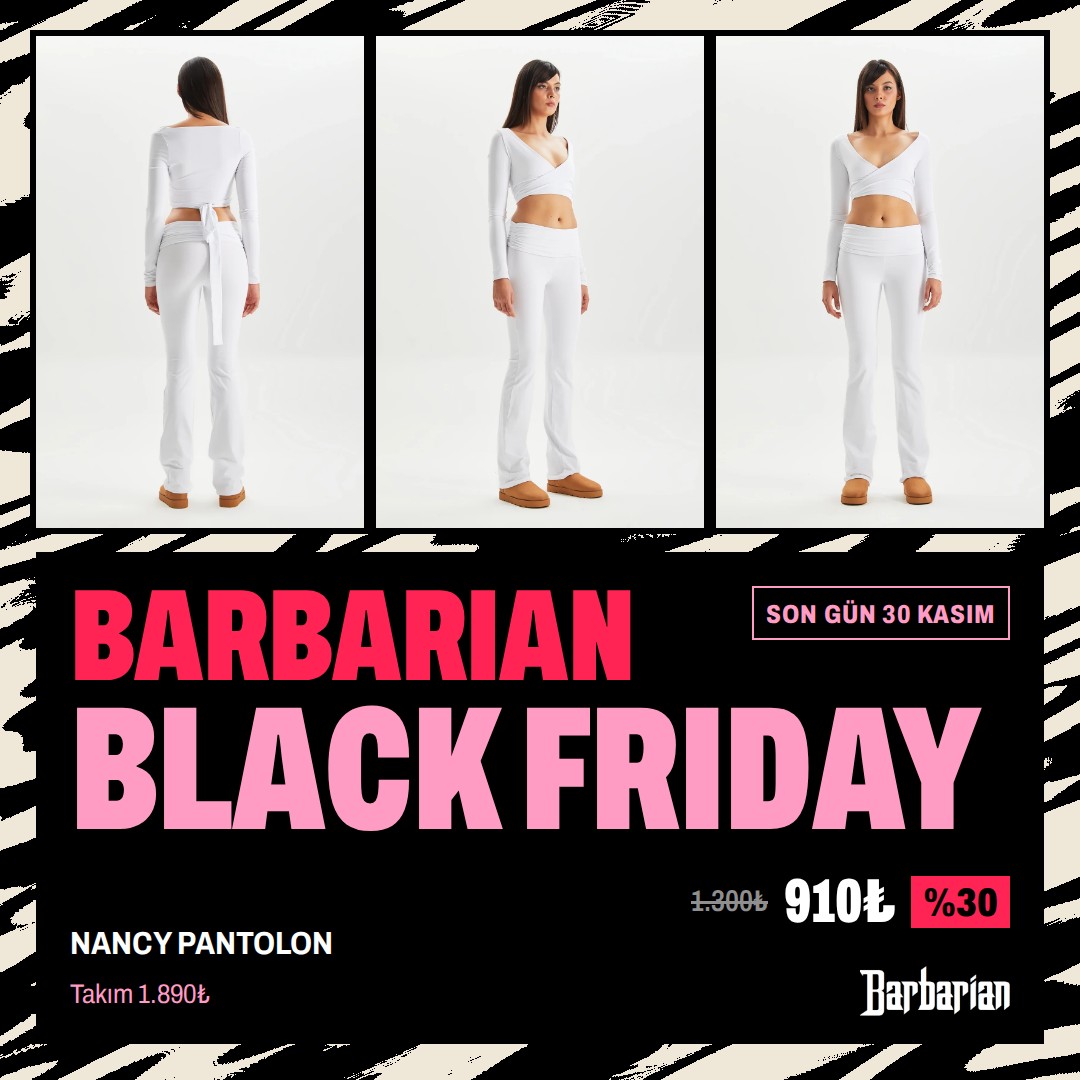 BARBARIAN
SON GÜN 30 KASIM
BLACK FRIDAY
1.300₺ 910₺ %30
NANCY PANTOLON
Takım 1.890₺
Barbarian